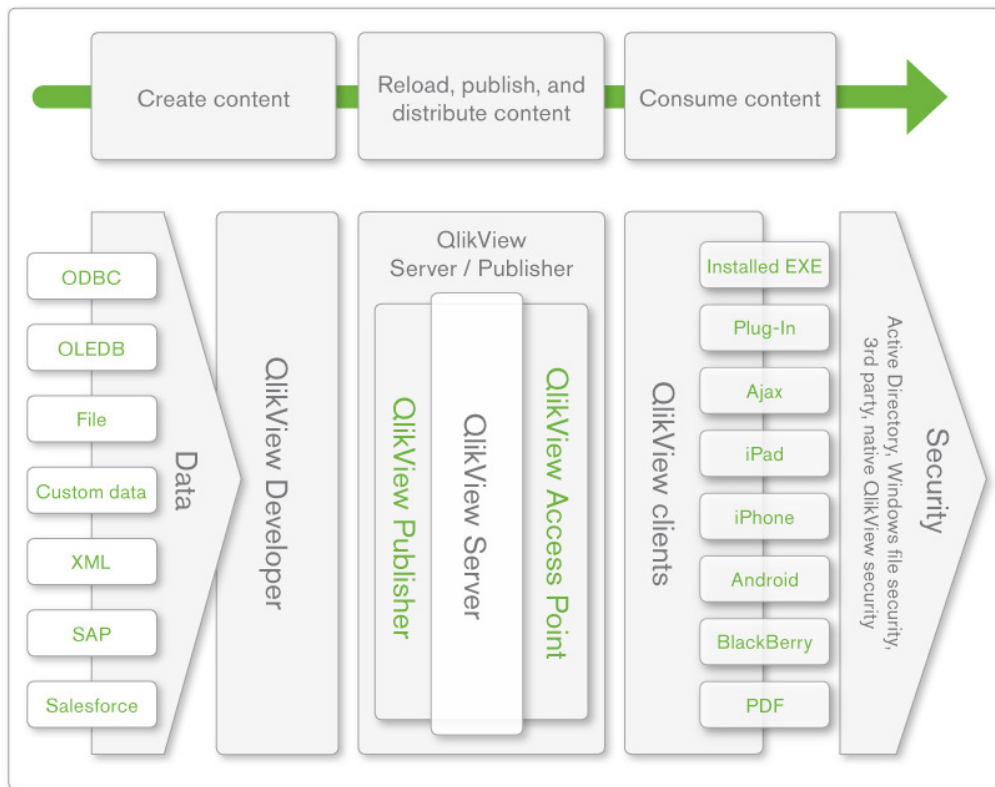 Create content
Reload, publish, and
distribute content
Consume content
ODBC
OLEDB
File
Custom data
XML
SAP
Salesforce
Data
QlikView Developer
QlikView
Server / Publisher
QlikView Publisher
QlikView Server
QlikView Access Point
QlikView clients
Installed EXE
Plug-In
Ajax
iPad
iPhone
Android
BlackBerry
PDF
Security
Active Directory, Windows file security,
3rd party, native QlikView security